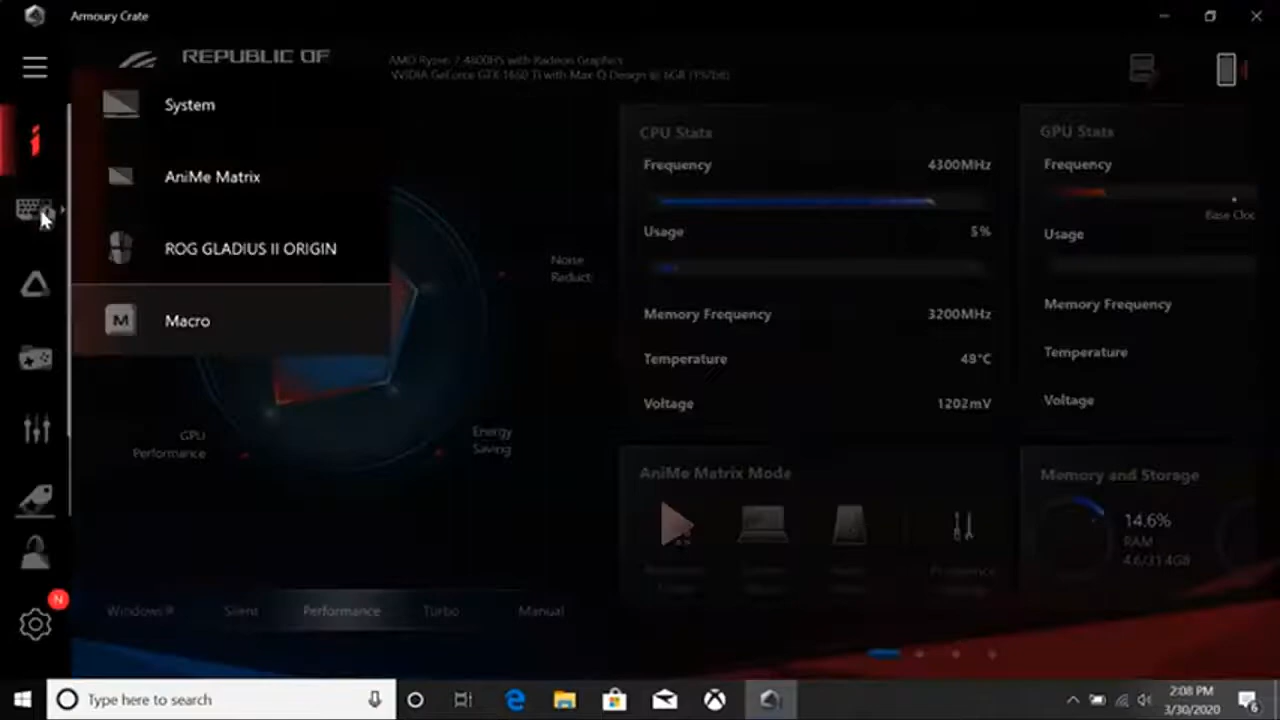 Armoury Crate
REPUBLIC OF
AMD Ryzen 7 4800HS with Radeon Graphics
NVIDIA GeForce GTX 1660 Ti with Max-Q Design @ 6GB (192bit)
System
AniMe Matrix
ROG GLADIUS II ORIGIN
M Macro
Noise
Reduct
GPU
Performance
Energy
Saving
Windows®
Silent
Performance
Turbo
Manual
CPU Stats
Frequency 4300MHz
Usage 5%
Memory Frequency 3200MHz
Temperature 48°C
Voltage 1202mV
GPU Stats
Frequency
Base Cloc
Usage
Memory Frequency
Temperature
Voltage
AniMe Matrix Mode
Memory and Storage
14.6%
RAM
4.6/31.4GB
N
Type here to search
2:08 PM
3/30/2020
6